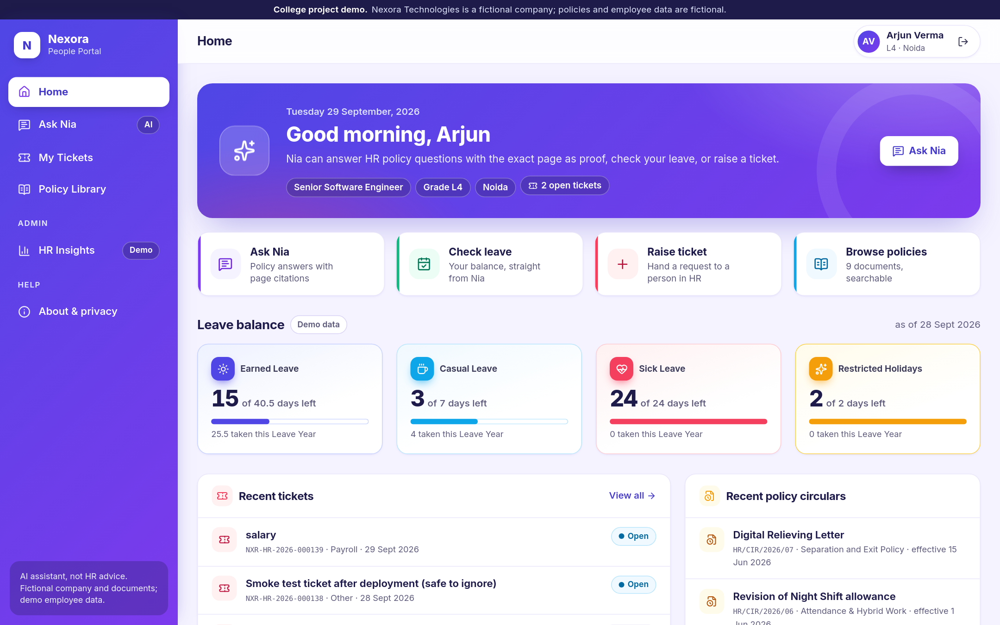 College project demo. Nexora Technologies is a fictional company; policies and employee data are fictional.
N
Nexora
People Portal
Home
Ask Nia
AI
My Tickets
Policy Library
ADMIN
HR Insights
Demo
HELP
About & privacy
AI assistant, not HR advice.
Fictional company and documents;
demo employee data.
Home
AV
Arjun Verma
L4 · Noida
Tuesday 29 September, 2026
Good morning, Arjun
Nia can answer HR policy questions with the exact page as proof, check your leave, or raise a ticket.
Senior Software Engineer
Grade L4
Noida
2 open tickets
Ask Nia
Ask Nia
Policy answers with
page citations
Check leave
Your balance, straight
from Nia
Raise ticket
Hand a request to a
person in HR
Browse policies
9 documents,
searchable
Leave balance
Demo data
as of 28 Sept 2026
Earned Leave
15 of 40.5 days left
25.5 taken this Leave Year
Casual Leave
3 of 7 days left
4 taken this Leave Year
Sick Leave
24 of 24 days left
0 taken this Leave Year
Restricted Holidays
2 of 2 days left
0 taken this Leave Year
Recent tickets
View all
salary
NXR-HR-2026-000139 · Payroll · 29 Sept 2026
Open
Smoke test ticket after deployment (safe to ignore)
NXR-HR-2026-000138 · Other · 28 Sept 2026
Open
Recent policy circulars
Digital Relieving Letter
HR/CIR/2026/07 · Separation and Exit Policy · effective 15
Jun 2026
Revision of Night Shift allowance
HR/CIR/2026/06 · Attendance & Hybrid Work · effective 1
Jun 2026